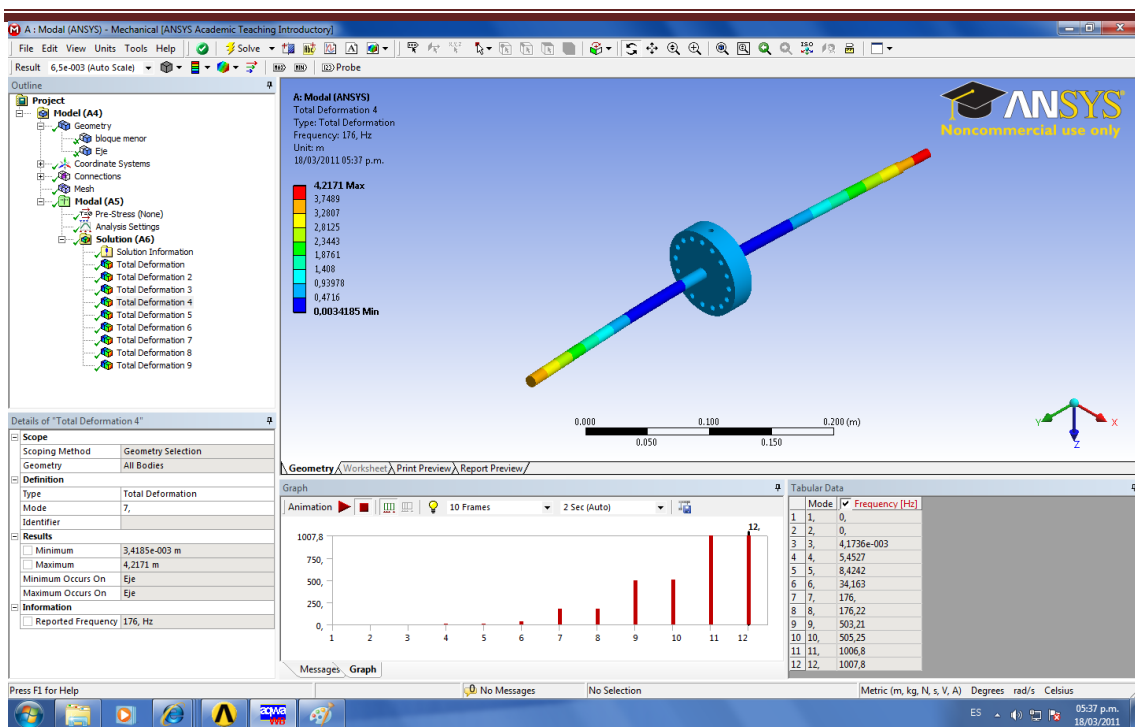 A : Modal (ANSYS) - Mechanical [ANSYS Academic Teaching Introductory]
File Edit View Units Tools Help Solve
Result 6,5e-003 (Auto Scale) Probe
Outline
Project
Model (A4)
Geometry
bloque menor
Eje
Coordinate Systems
Connections
Mesh
Modal (A5)
Pre-Stress (None)
Analysis Settings
Solution (A6)
Solution Information
Total Deformation
Total Deformation 2
Total Deformation 3
Total Deformation 4
Total Deformation 5
Total Deformation 6
Total Deformation 7
Total Deformation 8
Total Deformation 9
A: Modal (ANSYS)
Total Deformation 4
Type: Total Deformation
Frequency: 176, Hz
Unit: m
18/03/2011 05:37 p.m.
4,2171 Max
3,7489
3,2807
2,8125
2,3443
1,8761
1,408
0,93978
0,4716
0,0034185 Min
ANSYS
Noncommercial use only
0.000 0.100 0.200 (m)
0.050 0.150
Y X
Z
Geometry Worksheet Print Preview Report Preview
Details of "Total Deformation 4"
Scope
Scoping Method Geometry Selection
Geometry All Bodies
Definition
Type Total Deformation
Mode 7,
Identifier
Results
Minimum 3,4185e-003 m
Maximum 4,2171 m
Minimum Occurs On Eje
Maximum Occurs On Eje
Information
Reported Frequency 176, Hz
Graph
Animation 10 Frames 2 Sec (Auto)
12,
1007,8
750,
500,
250,
0,
1 2 3 4 5 6 7 8 9 10 11 12
Messages Graph
Tabular Data
Mode Frequency [Hz]
1 1, 0,
2 2, 0,
3 3, 4,1736e-003
4 4, 5,4527
5 5, 8,4242
6 6, 34,163
7 7, 176,
8 8, 176,22
9 9, 503,21
10 10, 505,25
11 11, 1006,8
12 12, 1007,8
Press F1 for Help No Messages No Selection Metric (m, kg, N, s, V, A) Degrees rad/s Celsius
aqwa
WB
ES 05:37 p.m.
18/03/2011